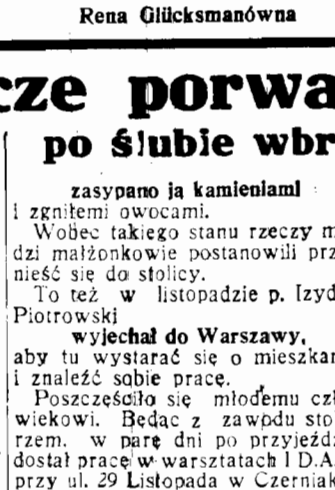 Rena Glücksmanówna
cze porwa
po ślubie wbr
zasypano ją kamieniami
i zgniłemi owocami.
Wobec takiego stanu rzeczy m
dzi małżonkowie postanowili prz
nieść się do stolicy.
To też w listopadzie p. Izyd
Piotrowski
wyjechał do Warszawy,
aby tu wystarać się o mieszkan
i znaleźć sobie pracę.
Poszczęściło się młodemu czł
wiekowi. Będąc z zawodu sto
rzem, w parę dni po przyjeźdz
dostał pracę w warsztatach I D.A.
przy ul. 29 Listopada w Czerniak